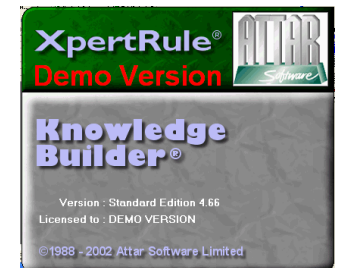 XpertRule®
Demo Version
ATTAR
Software
Knowledge
Builder®
Version : Standard Edition 4.66
Licensed to : DEMO VERSION
©1988 - 2002 Attar Software Limited